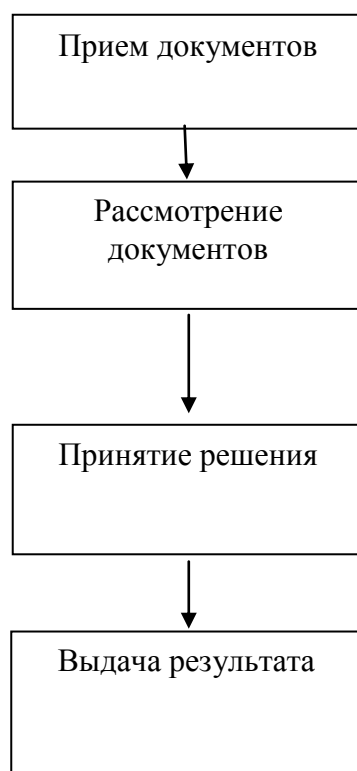 Прием документов
Рассмотрение
документов
Принятие решения
Выдача результата